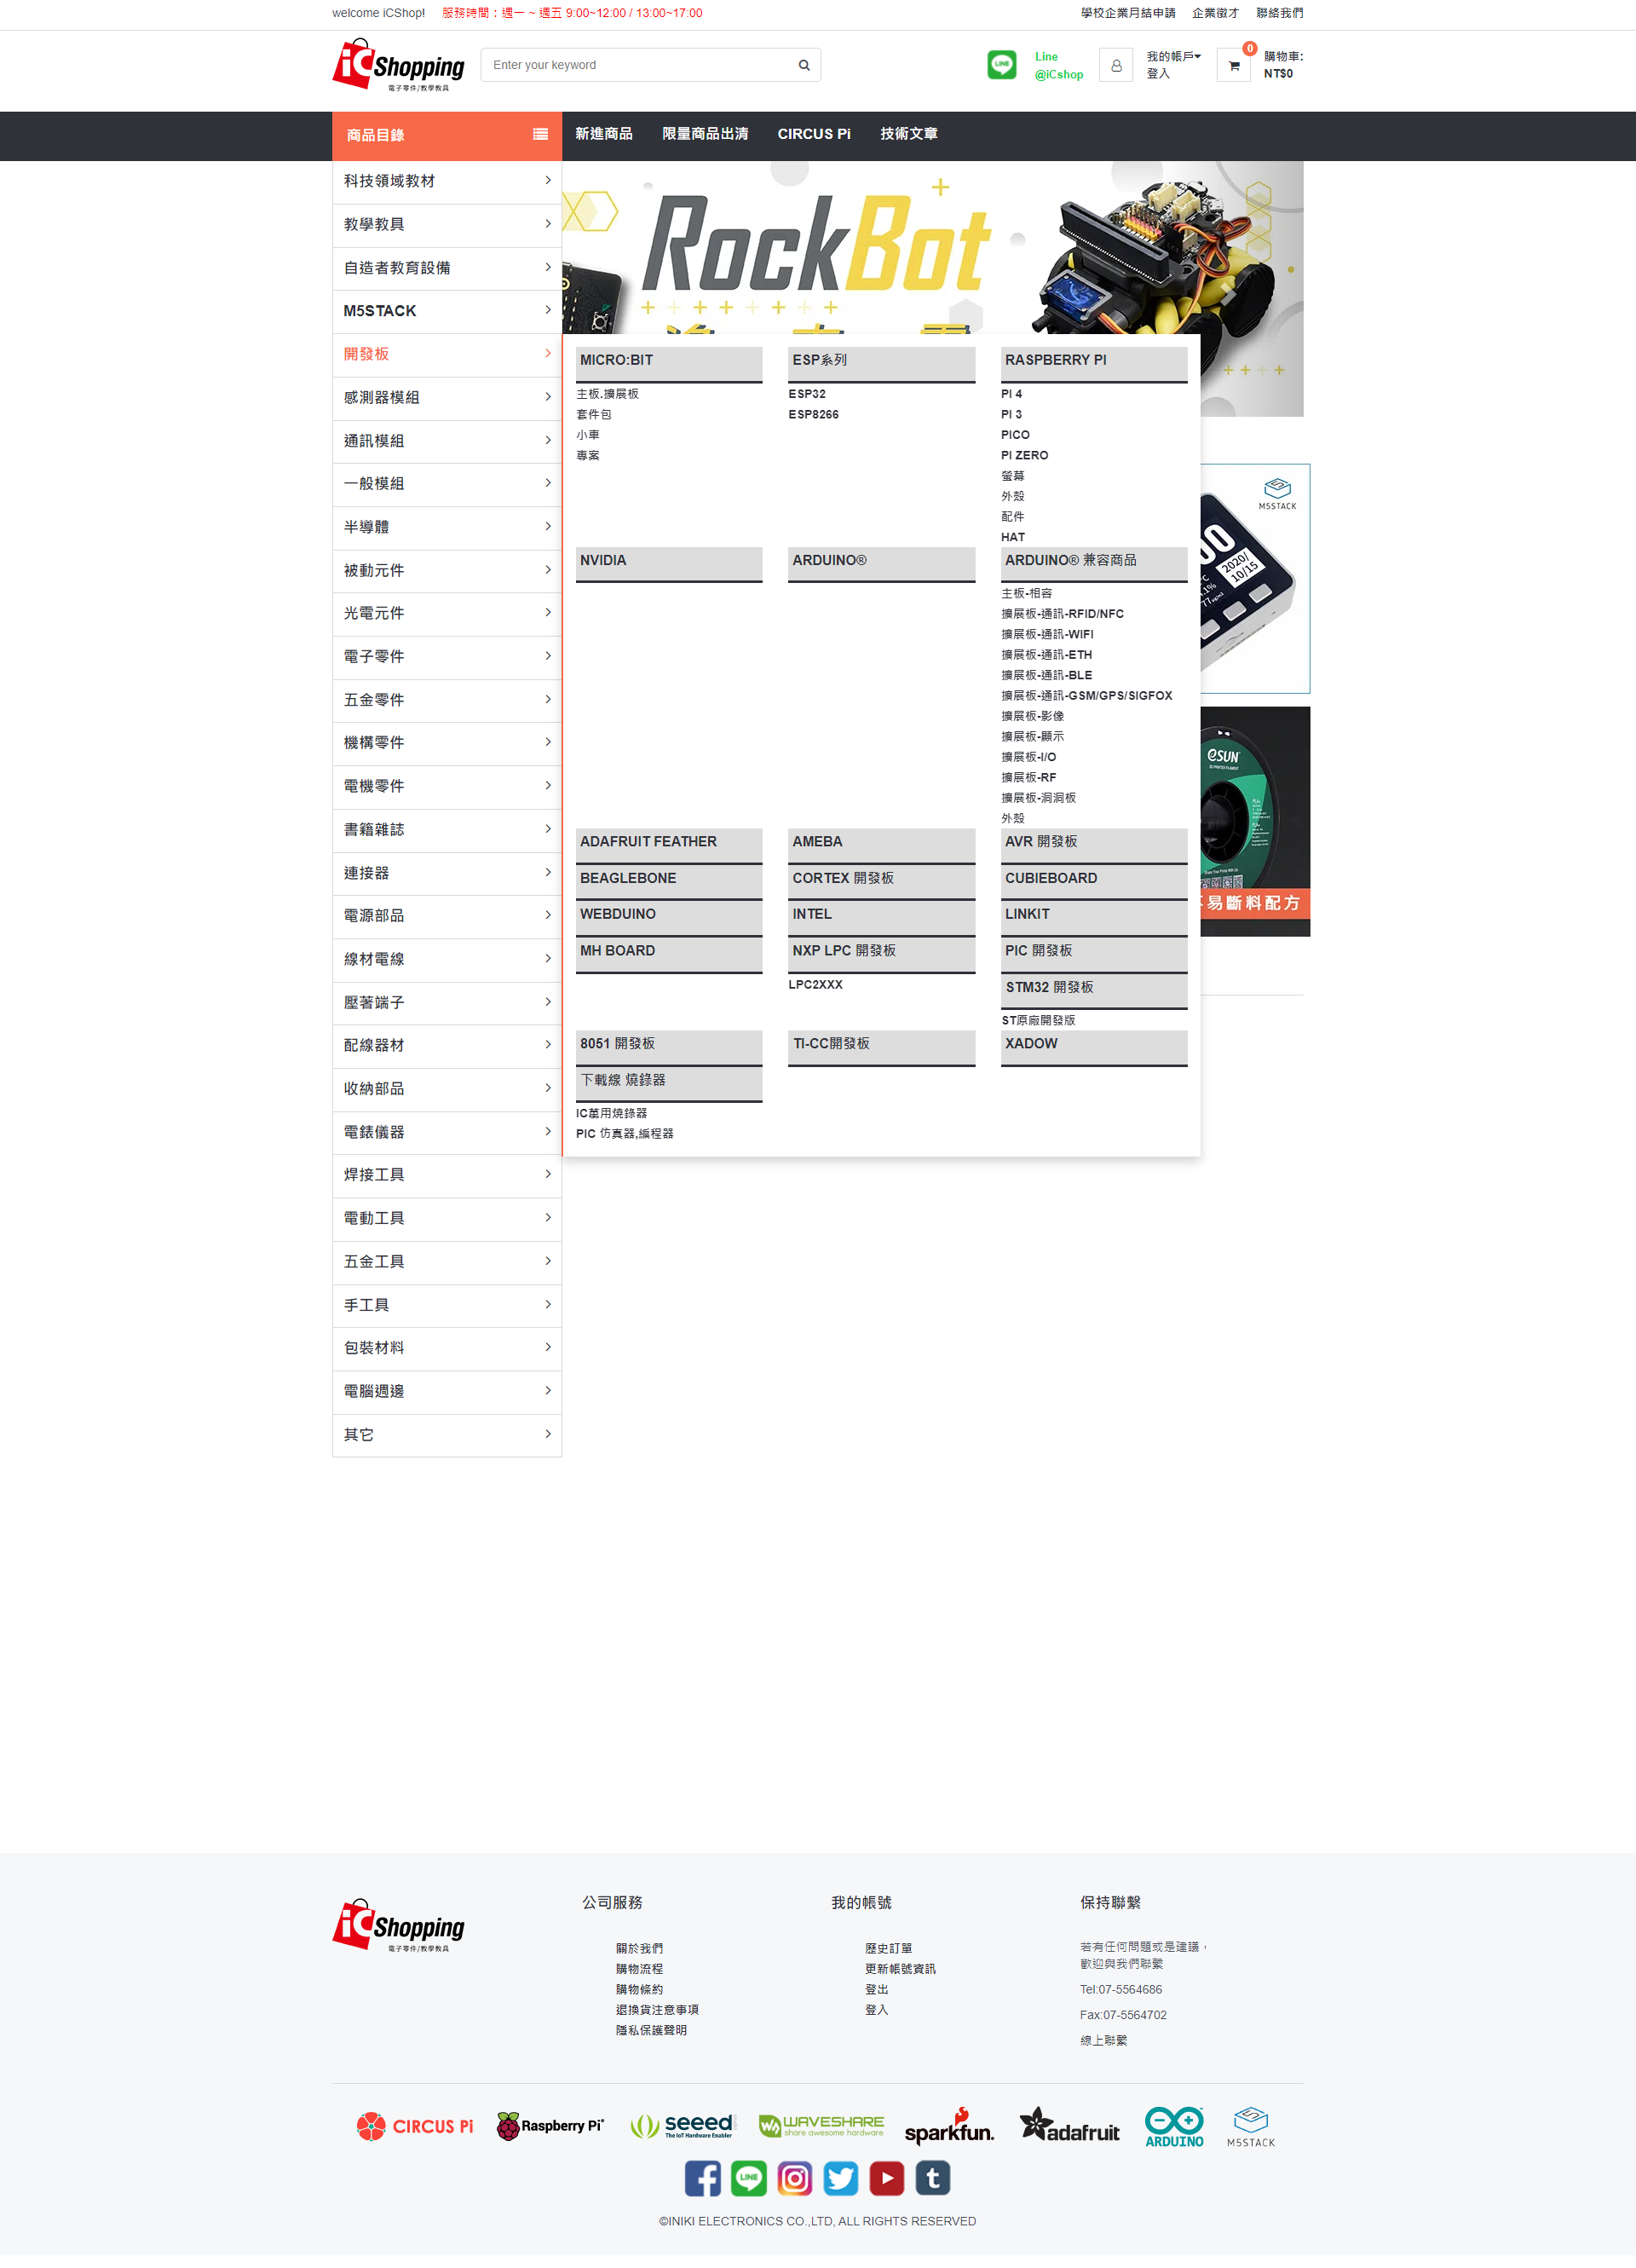 welcome iCShop! 服務時間：週一 ~ 週五 9:00~12:00 / 13:00~17:00
學校企業月結申請 企業徵才 聯絡我們
iC Shopping
電子零件/教學教具
Enter your keyword
LINE
Line
@iCshop
我的帳戶
登入
0
購物車:
NT$0
商品目錄
新進商品 限量商品出清 CIRCUS Pi 技術文章
科技領域教材
教學教具
自造者教育設備
M5STACK
開發板
感測器模組
通訊模組
一般模組
半導體
被動元件
光電元件
電子零件
五金零件
機構零件
電機零件
書籍雜誌
連接器
電源部品
線材電線
壓著端子
配線器材
收納部品
電錶儀器
焊接工具
電動工具
五金工具
手工具
包裝材料
電腦週邊
其它
RockBot
MICRO:BIT
主板.擴展板
套件包
小車
專案
ESP系列
ESP32
ESP8266
RASPBERRY PI
PI 4
PI 3
PICO
PI ZERO
螢幕
外殼
配件
HAT
NVIDIA
ARDUINO®
ARDUINO® 兼容商品
主板-相容
擴展板-通訊-RFID/NFC
擴展板-通訊-WIFI
擴展板-通訊-ETH
擴展板-通訊-BLE
擴展板-通訊-GSM/GPS/SIGFOX
擴展板-影像
擴展板-顯示
擴展板-I/O
擴展板-RF
擴展板-洞洞板
外殼
ADAFRUIT FEATHER
AMEBA
AVR 開發板
BEAGLEBONE
CORTEX 開發板
CUBIEBOARD
WEBDUINO
INTEL
LINKIT
MH BOARD
NXP LPC 開發板
LPC2XXX
PIC 開發板
STM32 開發板
ST原廠開發版
8051 開發板
TI-CC開發板
XADOW
下載線 燒錄器
IC萬用燒錄器
PIC 仿真器,編程器
M5STACK
2020/
10/15
eSUN
易斷料配方
iC Shopping
電子零件/教學教具
公司服務
關於我們
購物流程
購物條約
退換貨注意事項
隱私保護聲明
我的帳號
歷史訂單
更新帳號資訊
登出
登入
保持聯繫
若有任何問題或是建議，
歡迎與我們聯繫
Tel:07-5564686
Fax:07-5564702
線上聯繫
CIRCUS Pi
Raspberry Pi
seeed
The IoT Hardware Enabler
WAVESHARE
share awesome hardware
sparkfun.
adafruit
ARDUINO
M5STACK
LINE
©INIKI ELECTRONICS CO.,LTD, ALL RIGHTS RESERVED